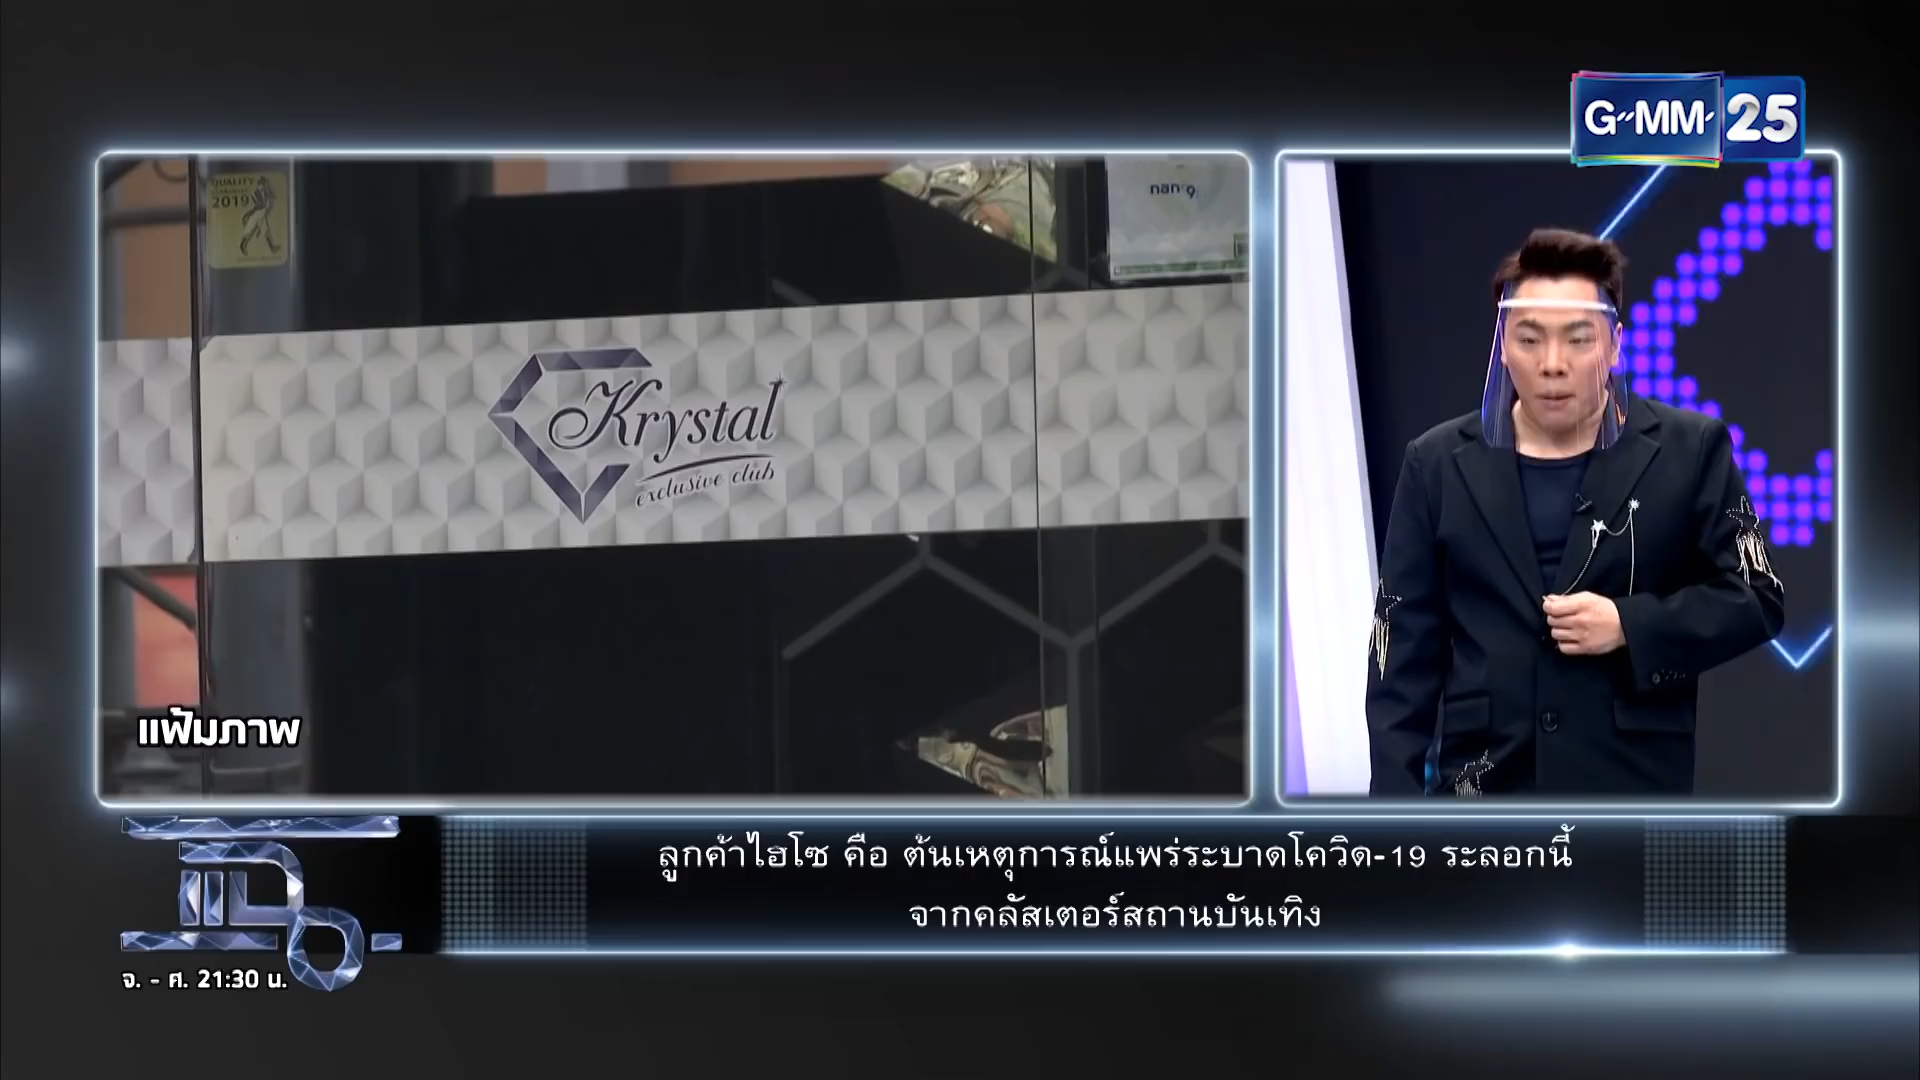 G-MM 25
QUALITY
2019
Krystal
exclusive club
แฟ้มภาพ
แฉ
จ. - ศ. 21:30 น.
ลูกค้าไฮโซ คือ ต้นเหตุการณ์แพร่ระบาดโควิด-19 ระลอกนี้
จากคลัสเตอร์สถานบันเทิง